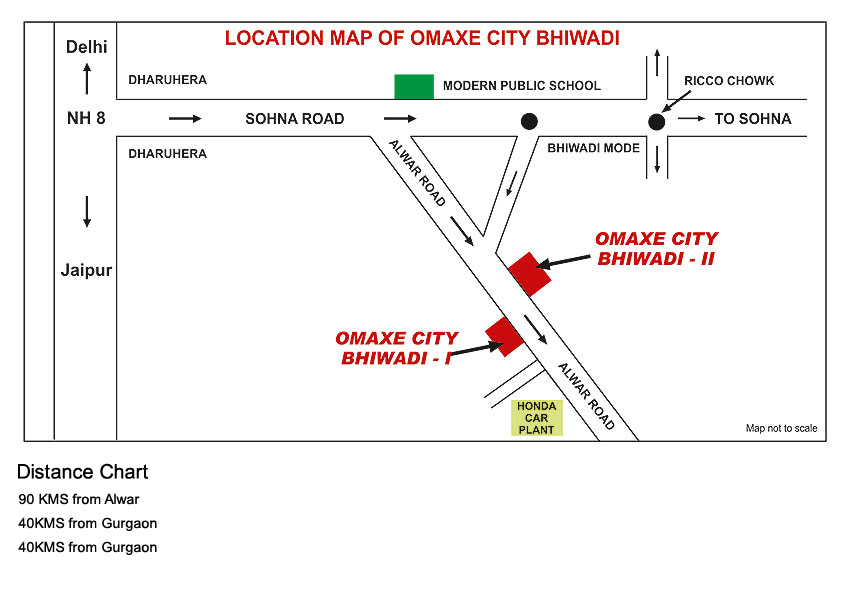 LOCATION MAP OF OMAXE CITY BHIWADI
Delhi
DHARUHERA
MODERN PUBLIC SCHOOL
RICCO CHOWK
NH 8
SOHNA ROAD
TO SOHNA
DHARUHERA
ALWAR ROAD
BHIWADI MODE
OMAXE CITY
BHIWADI - II
Jaipur
OMAXE CITY
BHIWADI - I
ALWAR ROAD
HONDA
CAR
PLANT
Map not to scale
Distance Chart
90 KMS from Alwar
40KMS from Gurgaon
40KMS from Gurgaon